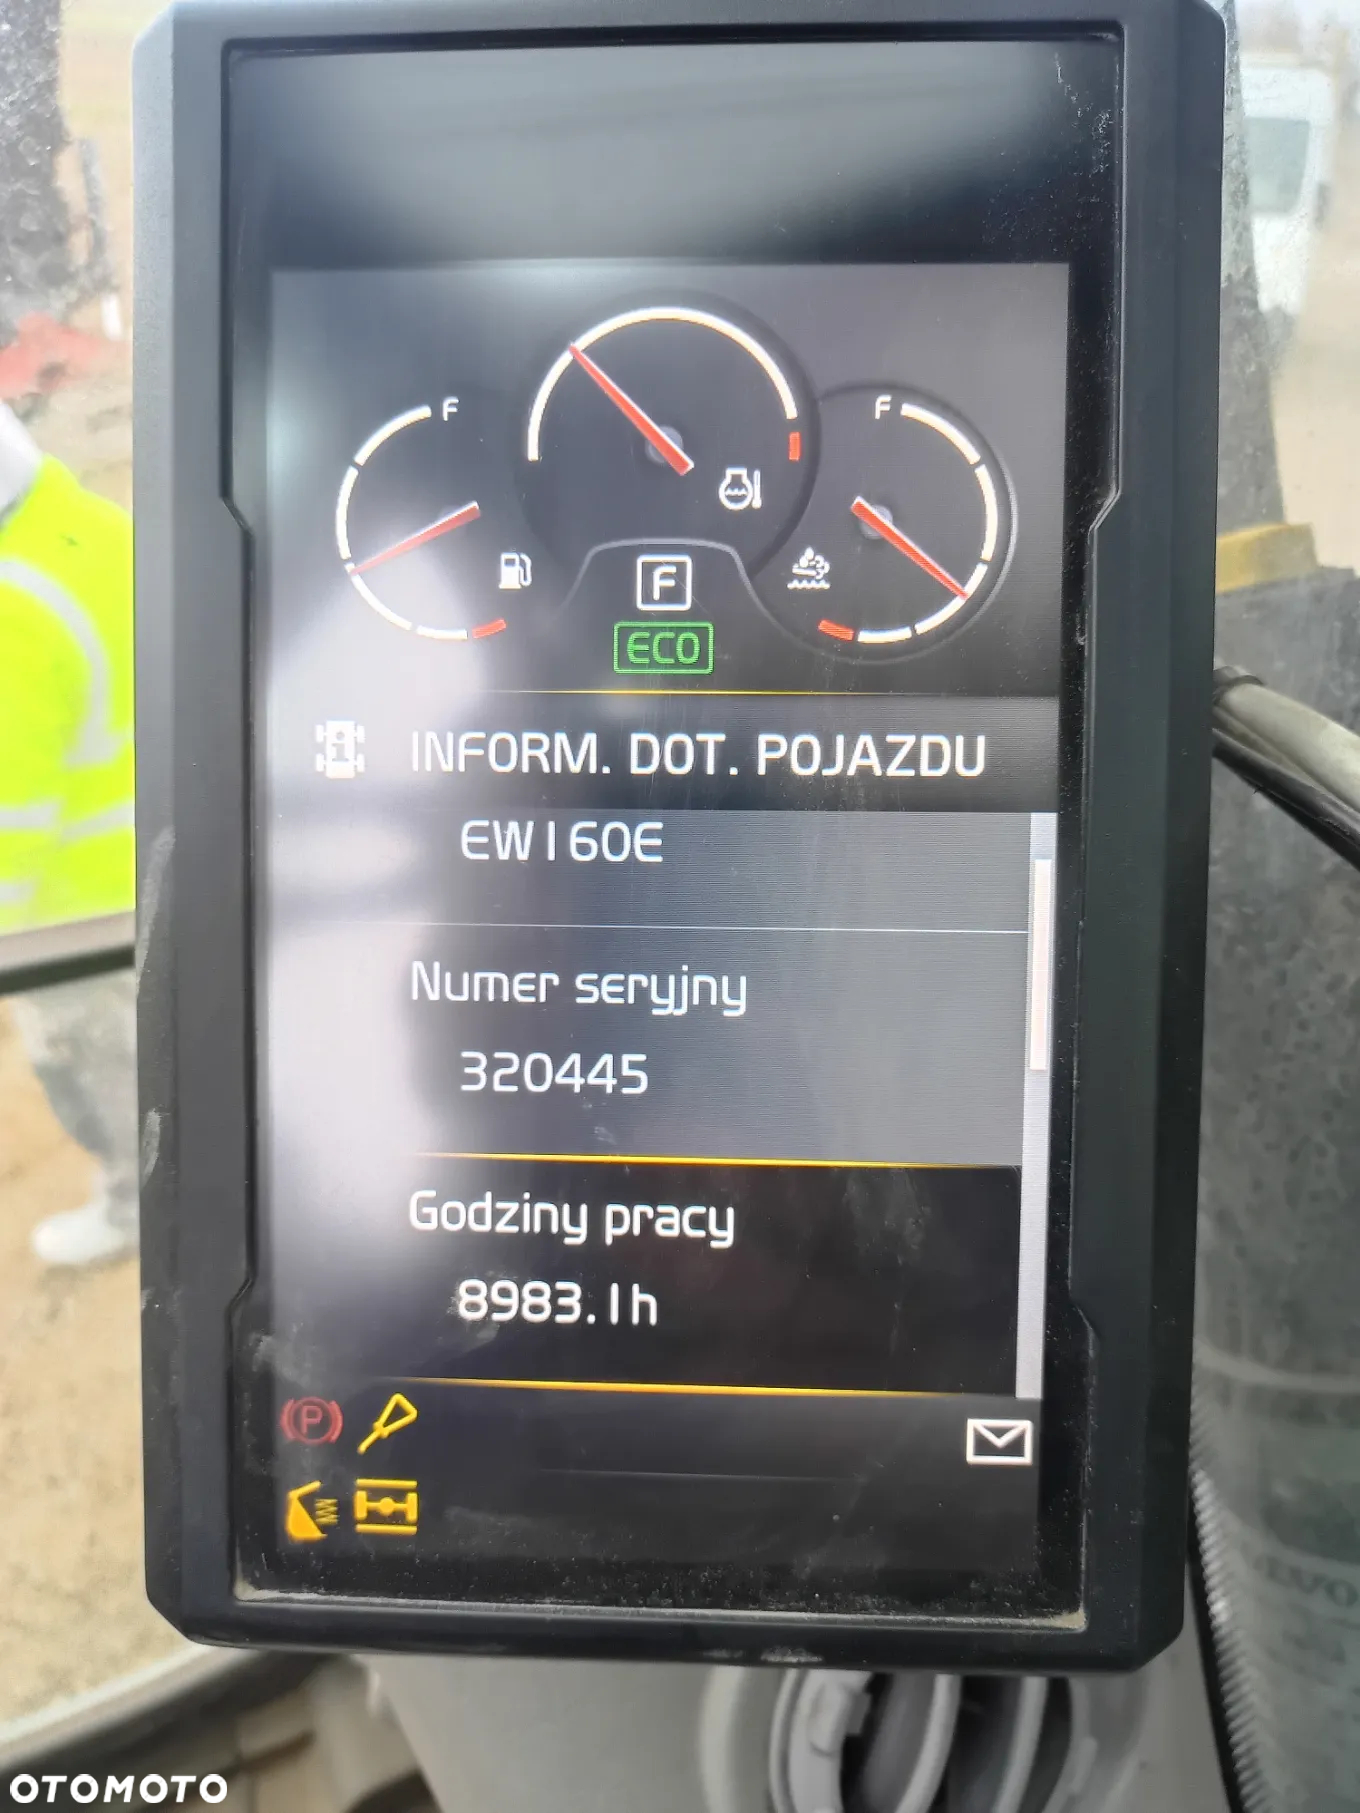 F
F
F
ECO
INFORM. DOT. POJAZDU
EW160E
Numer seryjny
320445
Godziny pracy
8983.1h
P
OTOMOTO